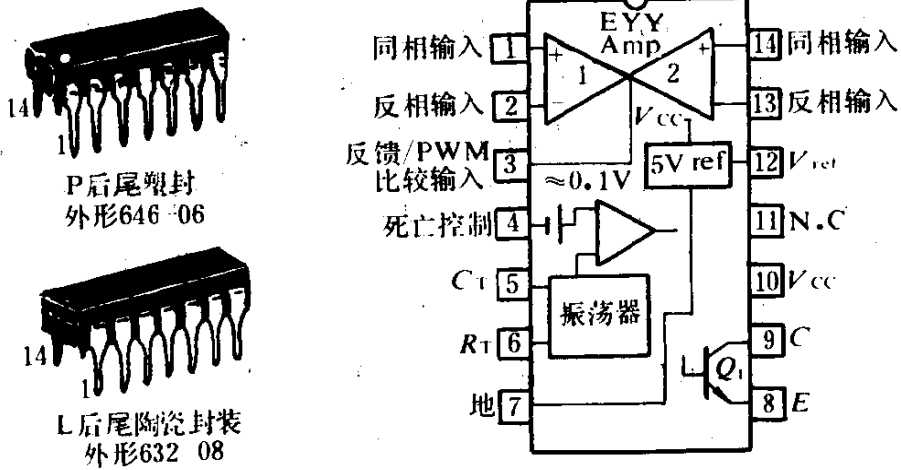 14
1
P后尾塑封
外形646 06
14
1
L后尾陶瓷封装
外形632 08
EYY
Amp
同相输入 1
反相输入 2
反馈/PWM
比较输入 3
死亡控制 4
CT 5
RT 6
地 7
+
1
2
+
−
VCC
5V ref
≈0.1V
振荡器
Q1
14 同相输入
13 反相输入
12 Vref
11 N.C
10 VCC
9 C
8 E